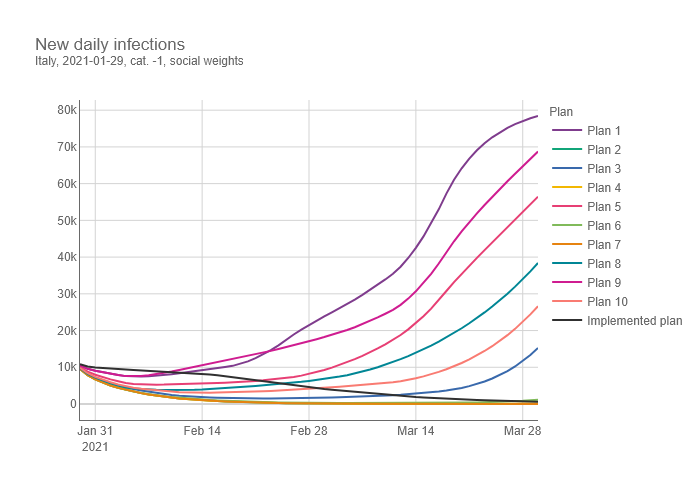 New daily infections
Italy, 2021-01-29, cat. -1, social weights
80k
70k
60k
50k
40k
30k
20k
10k
0
Jan 31
2021
Feb 14
Feb 28
Mar 14
Mar 28
Plan
Plan 1
Plan 2
Plan 3
Plan 4
Plan 5
Plan 6
Plan 7
Plan 8
Plan 9
Plan 10
Implemented plan